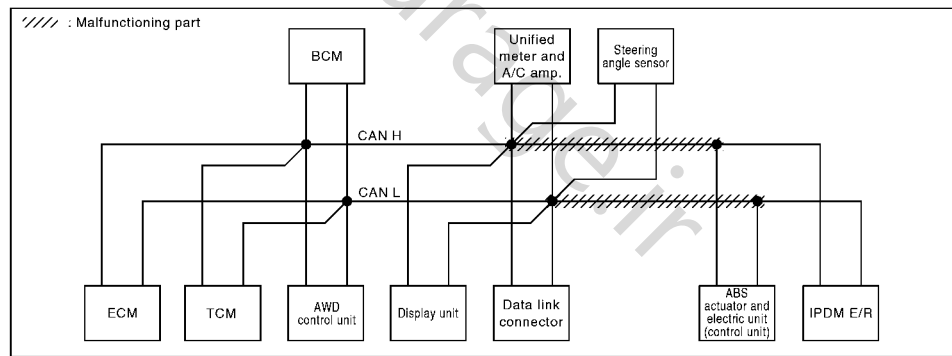 : Malfunctioning part
BCM
Unified
meter and
A/C amp.
Steering
angle sensor
CAN H
CAN L
ECM
TCM
AWD
control unit
Display unit
Data link
connector
ABS
actuator and
electric unit
(control unit)
IPDM E/R